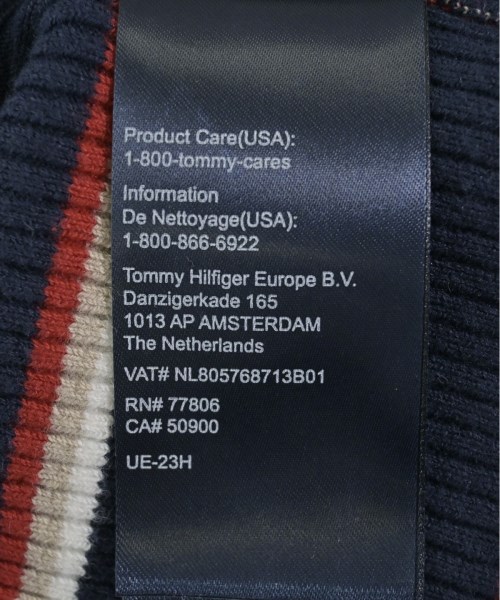 Product Care(USA):
1-800-tommy-cares
Information
De Nettoyage(USA):
1-800-866-6922
Tommy Hilfiger Europe B.V.
Danzigerkade 165
1013 AP AMSTERDAM
The Netherlands
VAT# NL805768713B01
RN# 77806
CA# 50900
UE-23H